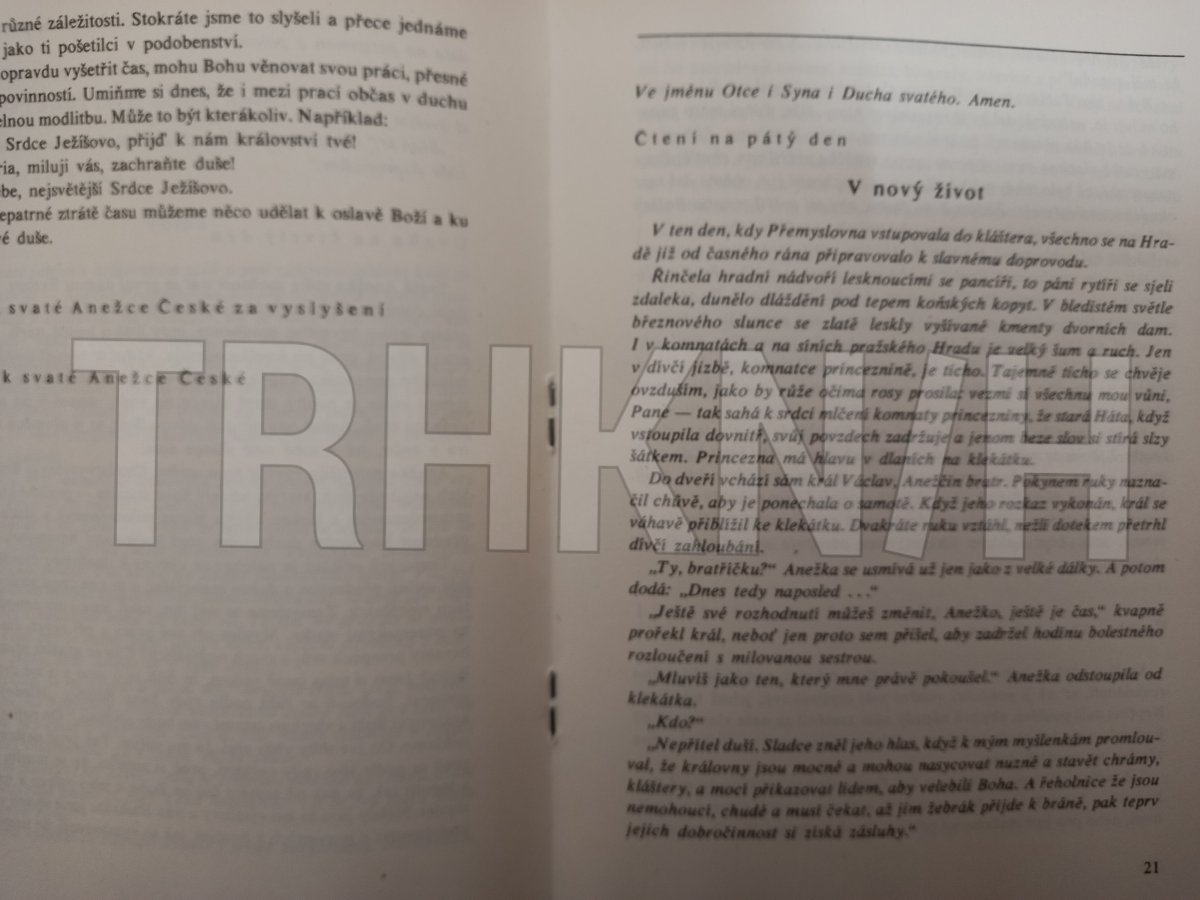 různé záležitosti. Stokráte jsme to slyšeli a přece jednáme
jako ti pošetilci v podobenství.
opravdu vyšetřit čas, mohu Bohu věnovat svou práci, přesné
povinností. Umiňme si dnes, že i mezi prací občas v duchu
elnou modlitbu. Může to být kterákoliv. Například:
Srdce Ježíšovo, přijď k nám království tvé!
ria, miluji vás, zachraňte duše!
be, nejsvětější Srdce Ježíšovo.
epatrné ztrátě času můžeme něco udělat k oslavě Boží a ku
é duše.
svaté Anežce České za vyslyšení
k svaté Anežce České
Ve jménu Otce i Syna i Ducha svatého. Amen.
Čtení na pátý den
V nový život
V ten den, kdy Přemyslovna vstupovala do kláštera, všechno se na Hra-
dě již od časného rána připravovalo k slavnému doprovodu.
Řinčela hradní nádvoří lesknoucími se pancíři, to páni rytíři se sjeli
zdaleka, dunělo dláždění pod tepem koňských kopyt. V bledistém světle
březnového slunce se zlatě leskly vyšívané kmenty dvorních dam.
I v komnatách a na síních pražského Hradu je velký šum a ruch. Jen
v dívčí jizbě, komnatce princeznině, je ticho. Tajemně ticho se chvěje
ovzduším, jako by růže očima rosy prosila: vezmi si všechnu mou vůni,
Pane — tak sahá k srdci mlčení komnaty princezniny, že stará Háta, když
vstoupila dovnitř, svůj povzdech zadržuje a jenom beze slov si stírá slzy
šátkem. Princezna má hlavu v dlaních na klekátku.
Do dveří vchází sám král Václav, Anežčin bratr. Pokynem ruky nazna-
čil chůvě, aby je ponechala o samotě. Když jeho rozkaz vykonán, král se
váhavě přiblížil ke klekátku. Dvakráte ruku vztáhl, nežli dotekem přetrhl
dívčí zahloubání.
„Ty, bratříčku?“ Anežka se usmívá už jen jako z velké dálky. A potom
dodá: „Dnes tedy naposled . . .“
„Ještě své rozhodnutí můžeš změnit, Anežko, ještě je čas,“ kvapně
prořekl král, neboť jen proto sem přišel, aby zadržel hodinu bolestného
rozloučení s milovanou sestrou.
„Mluvíš jako ten, který mne právě pokoušel.“ Anežka odstoupila od
klekátka.
„Kdo?“
„Nepřítel duší. Sladce zněl jeho hlas, když k mým myšlenkám promlou-
val, že královny jsou mocné a mohou nasycovat nuzné a stavět chrámy,
kláštery, a mocí přikazovat lidem, aby velebili Boha. A řeholnice že jsou
nemohoucí, chudé a musí čekat, až jim žebrák přijde k bráně, pak teprv
jejich dobročinnost si získá zásluhy.“
21
TRHKNIH